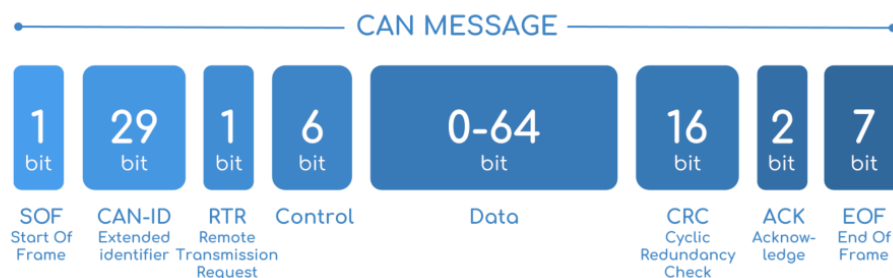 CAN MESSAGE
1
bit
29
bit
1
bit
6
bit
0-64
bit
16
bit
2
bit
7
bit
SOF
Start Of
Frame
CAN-ID
Extended
identifier
RTR
Remote
Transmission
Request
Control
Data
CRC
Cyclic
Redundancy
Check
ACK
Acknow-
ledge
EOF
End Of
Frame